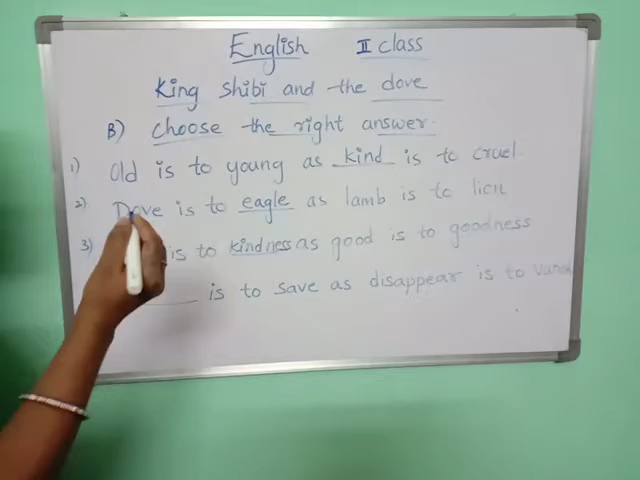 English II class
King Shibi and the dove
B) Choose the right answer.
1) Old is to young as kind is to cruel.
2) Dove is to eagle as lamb is to lion
3) is to kindness as good is to goodness
is to save as disappear is to vanish